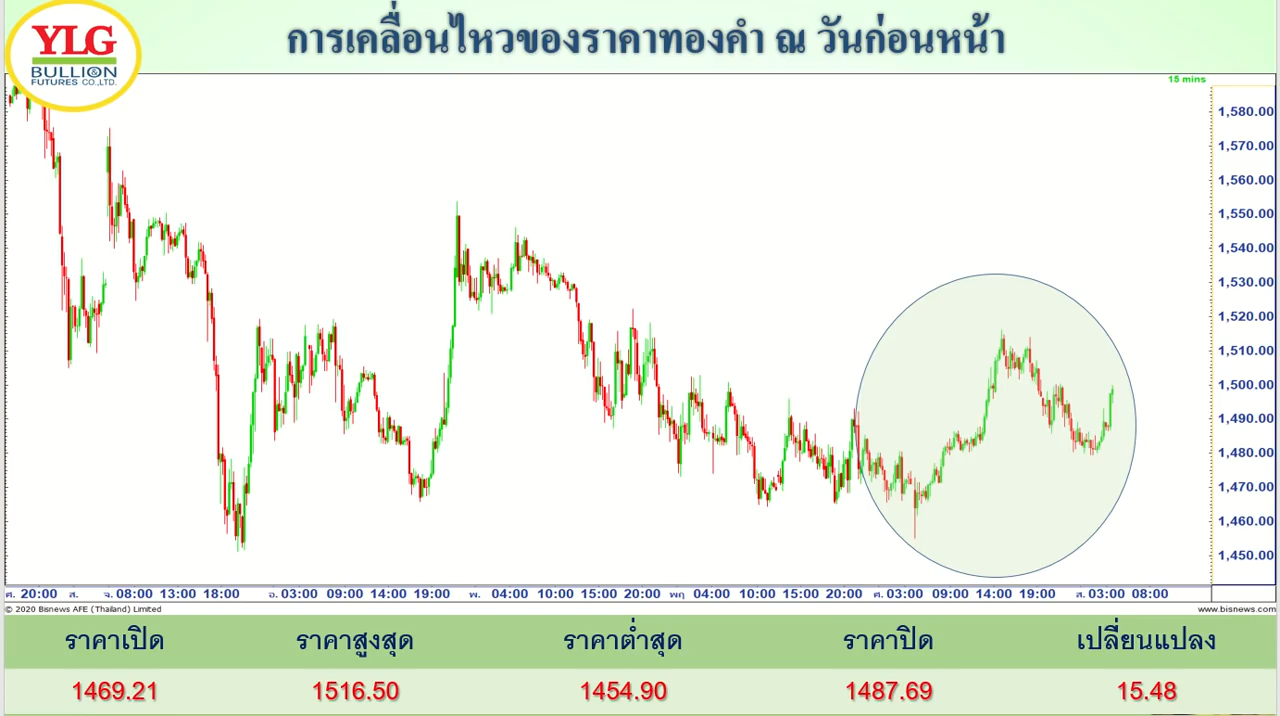 YLG
BULLION
FUTURES CO.,LTD.
การเคลื่อนไหวของราคาทองคำ ณ วันก่อนหน้า
15 mins
1,580.00
1,570.00
1,560.00
1,550.00
1,540.00
1,530.00
1,520.00
1,510.00
1,500.00
1,490.00
1,480.00
1,470.00
1,460.00
1,450.00
ศ. 20:00 ส. จ. 08:00 13:00 18:00 อ. 03:00 09:00 14:00 19:00 พ. 04:00 10:00 15:00 20:00 พฤ 04:00 10:00 15:00 20:00 ศ. 03:00 09:00 14:00 19:00 ส. 03:00 08:00
© 2020 Bisnews AFE (Thailand) Limited www.bisnews.com
ราคาเปิด ราคาสูงสุด ราคาต่ำสุด ราคาปิด เปลี่ยนแปลง
1469.21 1516.50 1454.90 1487.69 15.48